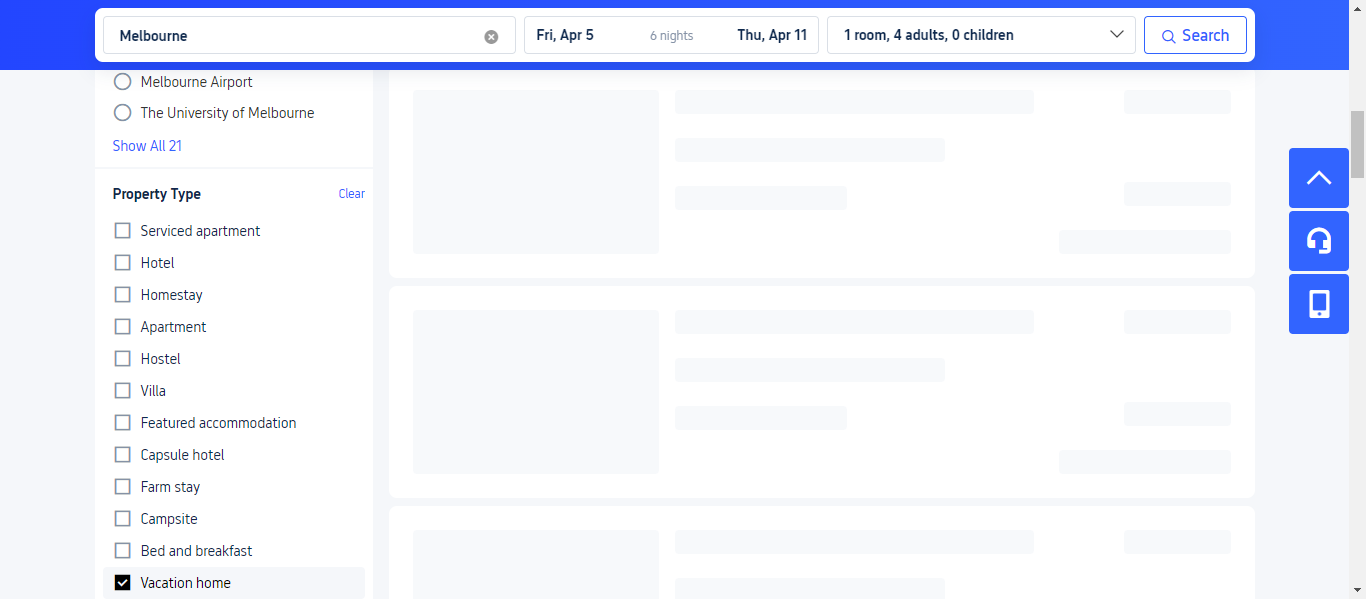 Melbourne
Fri, Apr 5
6 nights
Thu, Apr 11
1 room, 4 adults, 0 children
Search
Melbourne Airport
The University of Melbourne
Show All 21
Property Type
Clear
Serviced apartment
Hotel
Homestay
Apartment
Hostel
Villa
Featured accommodation
Capsule hotel
Farm stay
Campsite
Bed and breakfast
Vacation home